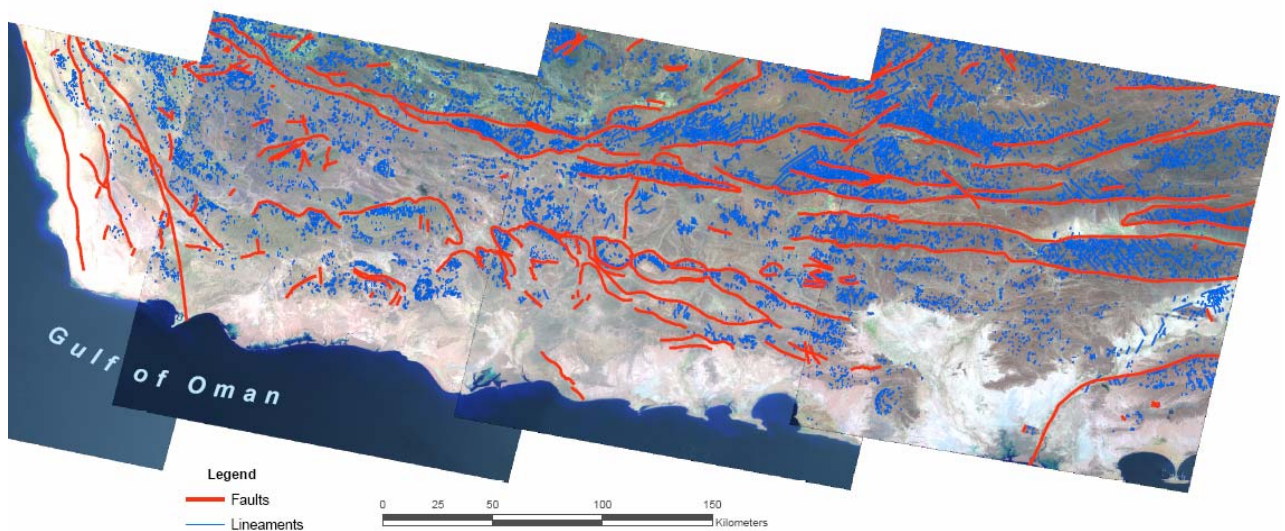 Gulf of Oman
Legend
Faults
Lineaments
0 25 50 100 150
Kilometers